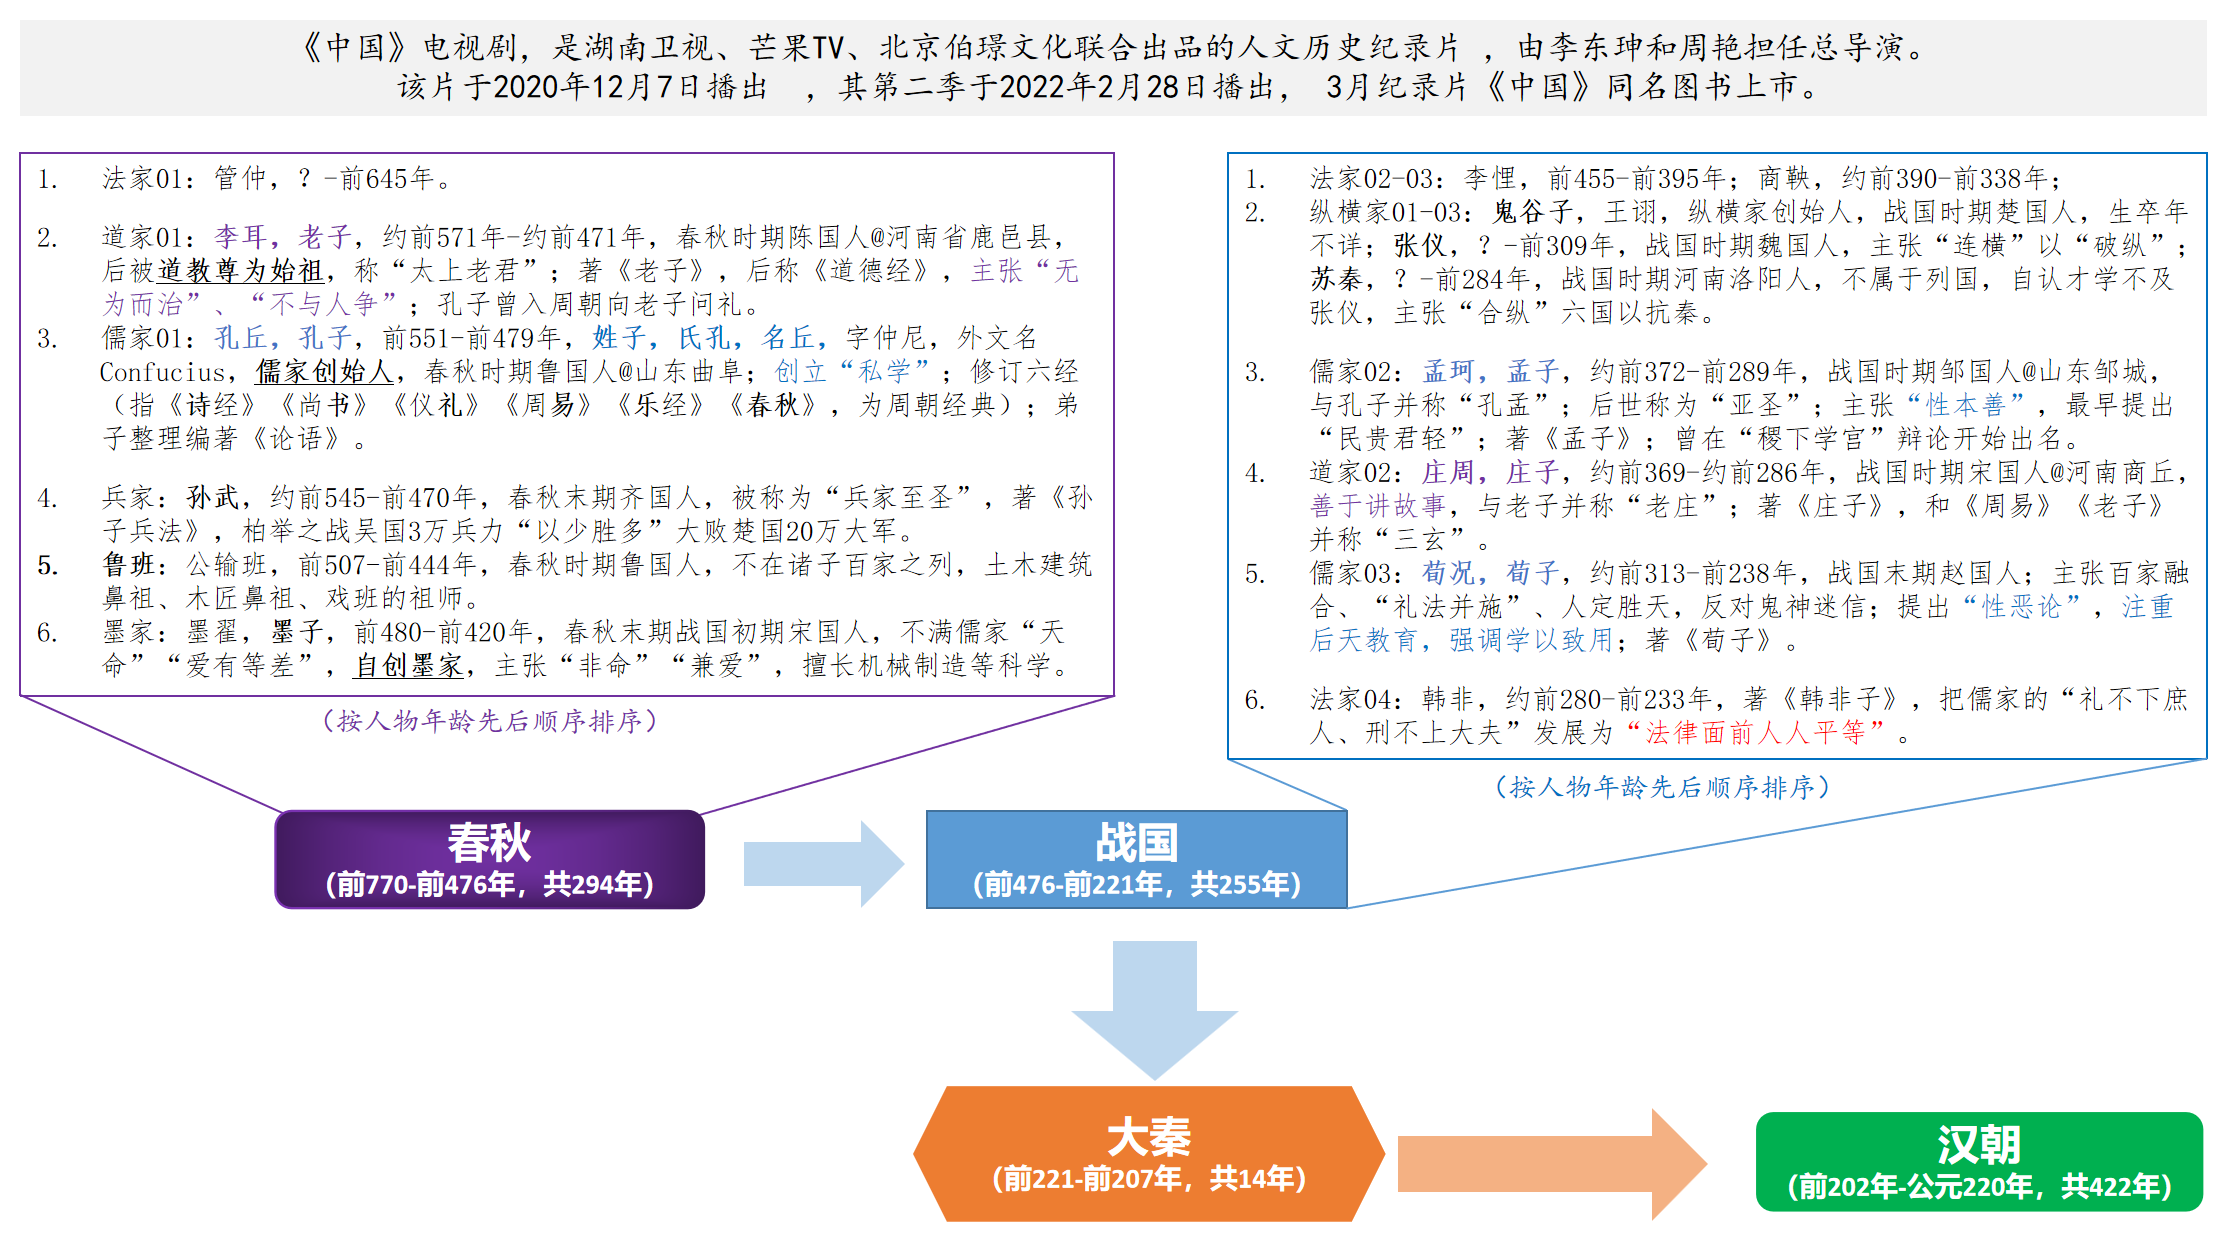 《中国》电视剧，是湖南卫视、芒果TV、北京伯璟文化联合出品的人文历史纪录片 ，由李东珅和周艳担任总导演。
该片于2020年12月7日播出 ，其第二季于2022年2月28日播出， 3月纪录片《中国》同名图书上市。
1. 法家01：管仲，？-前645年。
2. 道家01：李耳，老子，约前571年-约前471年，春秋时期陈国人@河南省鹿邑县，
后被道教尊为始祖，称“太上老君”；著《老子》，后称《道德经》，主张“无
为而治”、“不与人争”；孔子曾入周朝向老子问礼。
3. 儒家01：孔丘，孔子，前551-前479年，姓子，氏孔，名丘，字仲尼，外文名
Confucius，儒家创始人，春秋时期鲁国人@山东曲阜；创立“私学”；修订六经
（指《诗经》《尚书》《仪礼》《周易》《乐经》《春秋》，为周朝经典）；弟
子整理编著《论语》。
4. 兵家：孙武，约前545-前470年，春秋末期齐国人，被称为“兵家至圣”，著《孙
子兵法》，柏举之战吴国3万兵力“以少胜多”大败楚国20万大军。
5. 鲁班：公输班，前507-前444年，春秋时期鲁国人，不在诸子百家之列，土木建筑
鼻祖、木匠鼻祖、戏班的祖师。
6. 墨家：墨翟，墨子，前480-前420年，春秋末期战国初期宋国人，不满儒家“天
命”“爱有等差”，自创墨家，主张“非命”“兼爱”，擅长机械制造等科学。
（按人物年龄先后顺序排序）
1. 法家02-03：李悝，前455-前395年；商鞅，约前390-前338年；
2. 纵横家01-03：鬼谷子，王诩，纵横家创始人，战国时期楚国人，生卒年
不详；张仪，？-前309年，战国时期魏国人，主张“连横”以“破纵”；
苏秦，？-前284年，战国时期河南洛阳人，不属于列国，自认才学不及
张仪，主张“合纵”六国以抗秦。
3. 儒家02：孟珂，孟子，约前372-前289年，战国时期邹国人@山东邹城，
与孔子并称“孔孟”；后世称为“亚圣”；主张“性本善”，最早提出
“民贵君轻”；著《孟子》；曾在“稷下学宫”辩论开始出名。
4. 道家02：庄周，庄子，约前369-约前286年，战国时期宋国人@河南商丘，
善于讲故事，与老子并称“老庄”；著《庄子》，和《周易》《老子》
并称“三玄”。
5. 儒家03：荀况，荀子，约前313-前238年，战国末期赵国人；主张百家融
合、“礼法并施”、人定胜天，反对鬼神迷信；提出“性恶论”，注重
后天教育，强调学以致用；著《荀子》。
6. 法家04：韩非，约前280-前233年，著《韩非子》，把儒家的“礼不下庶
人、刑不上大夫”发展为“法律面前人人平等”。
（按人物年龄先后顺序排序）
春秋
（前770-前476年，共294年）
战国
（前476-前221年，共255年）
大秦
（前221-前207年，共14年）
汉朝
（前202年-公元220年，共422年）